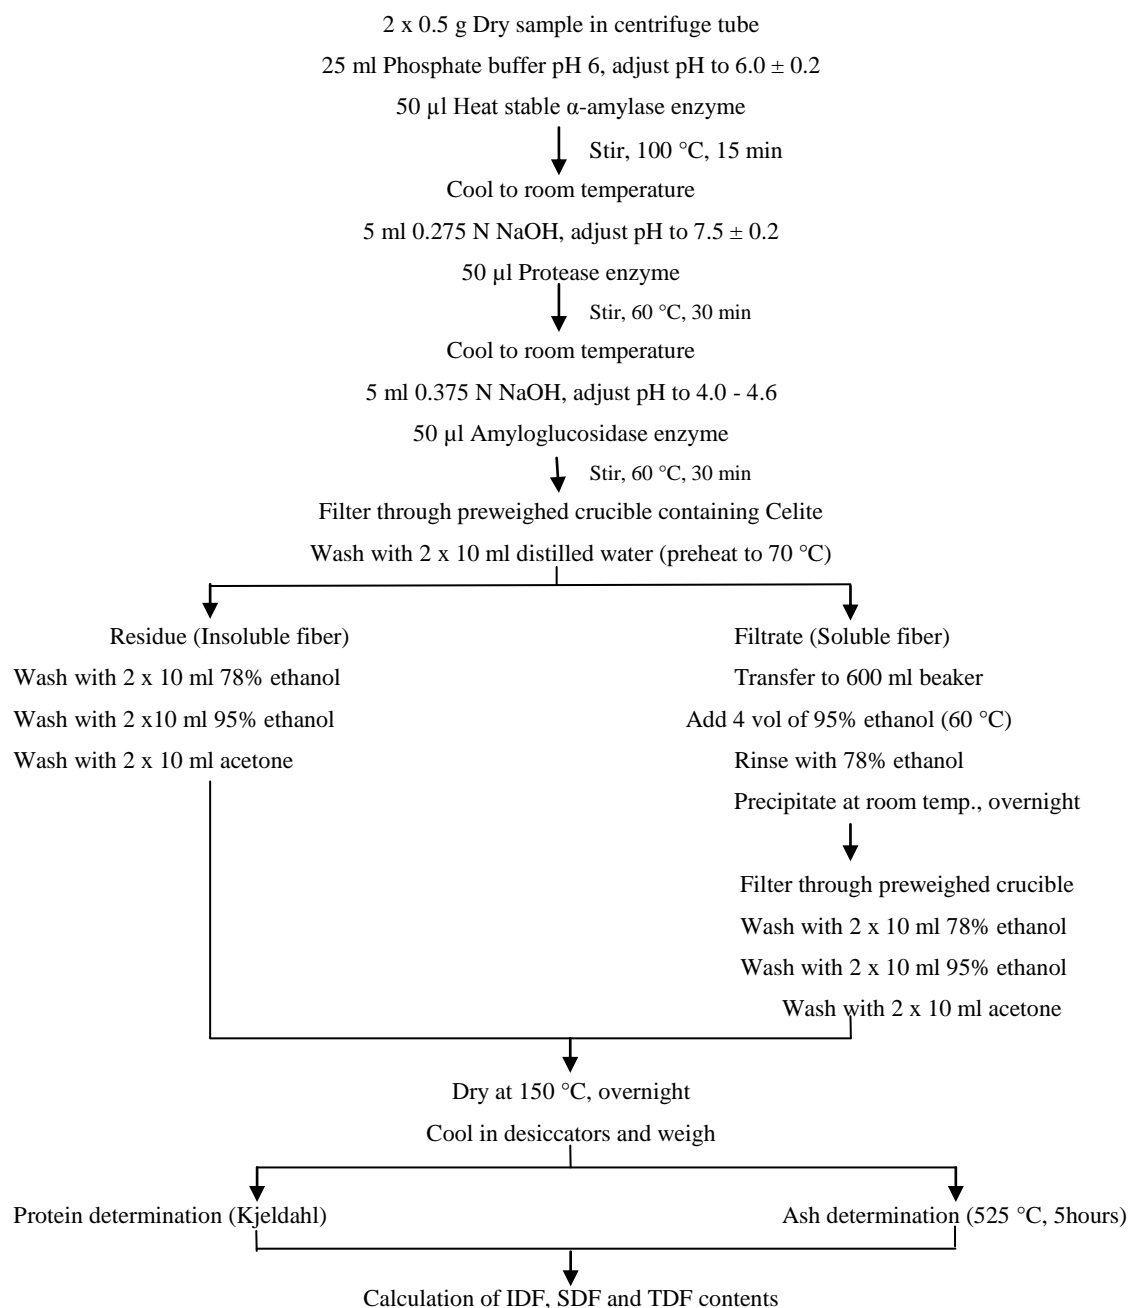 2 x 0.5 g Dry sample in centrifuge tube
25 ml Phosphate buffer pH 6, adjust pH to 6.0 ± 0.2
50 µl Heat stable α-amylase enzyme
Stir, 100 °C, 15 min
Cool to room temperature
5 ml 0.275 N NaOH, adjust pH to 7.5 ± 0.2
50 µl Protease enzyme
Stir, 60 °C, 30 min
Cool to room temperature
5 ml 0.375 N NaOH, adjust pH to 4.0 - 4.6
50 µl Amyloglucosidase enzyme
Stir, 60 °C, 30 min
Filter through preweighed crucible containing Celite
Wash with 2 x 10 ml distilled water (preheat to 70 °C)
Residue (Insoluble fiber)
Wash with 2 x 10 ml 78% ethanol
Wash with 2 x10 ml 95% ethanol
Wash with 2 x 10 ml acetone
Filtrate (Soluble fiber)
Transfer to 600 ml beaker
Add 4 vol of 95% ethanol (60 °C)
Rinse with 78% ethanol
Precipitate at room temp., overnight
Filter through preweighed crucible
Wash with 2 x 10 ml 78% ethanol
Wash with 2 x 10 ml 95% ethanol
Wash with 2 x 10 ml acetone
Dry at 150 °C, overnight
Cool in desiccators and weigh
Protein determination (Kjeldahl)
Ash determination (525 °C, 5hours)
Calculation of IDF, SDF and TDF contents